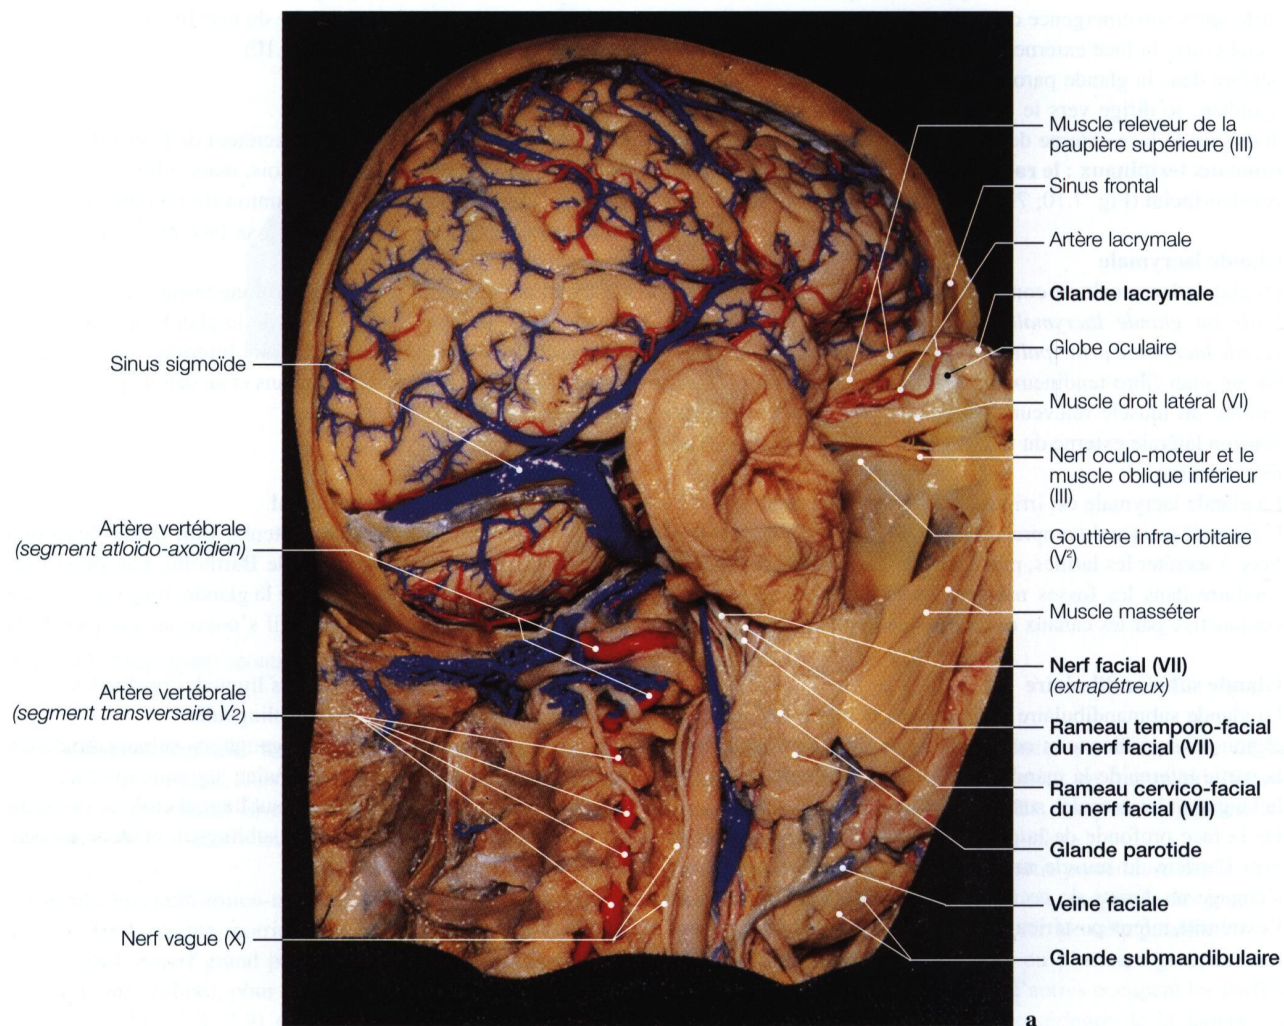 Muscle releveur de la
paupière supérieure (III)
Sinus frontal
Artère lacrymale
Glande lacrymale
Globe oculaire
Muscle droit latéral (VI)
Nerf oculo-moteur et le
muscle oblique inférieur
(III)
Gouttière infra-orbitaire
(V²)
Muscle masséter
Nerf facial (VII)
(extrapétreux)
Rameau temporo-facial
du nerf facial (VII)
Rameau cervico-facial
du nerf facial (VII)
Glande parotide
Veine faciale
Glande submandibulaire
Sinus sigmoïde
Artère vertébrale
(segment atloïdo-axoïdien)
Artère vertébrale
(segment transversaire V2)
Nerf vague (X)
a